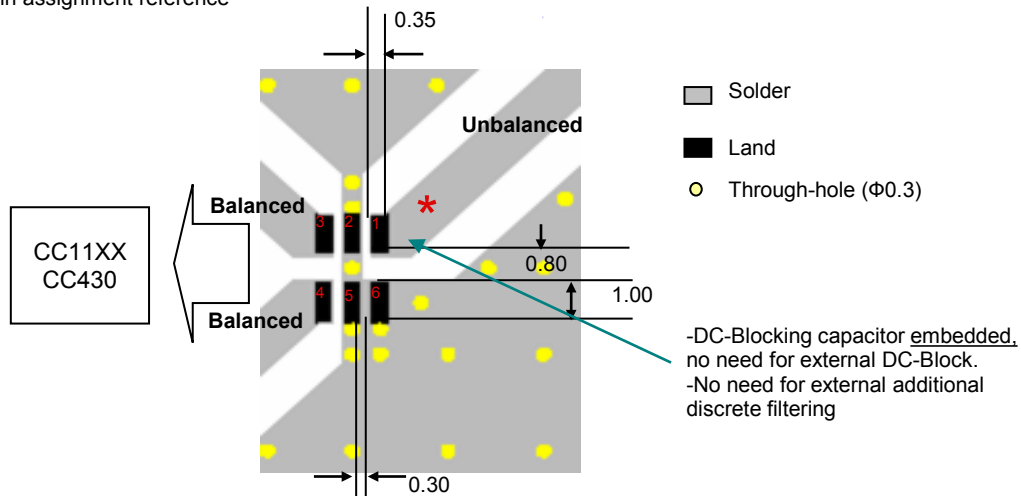 in assignment reference
0.35
Solder
Unbalanced
Land
Through-hole (Φ0.3)
Balanced
3 2 1
*
CC11XX
CC430
0.80
4 5 6
1.00
Balanced
-DC-Blocking capacitor embedded,
no need for external DC-Block.
-No need for external additional
discrete filtering
0.30